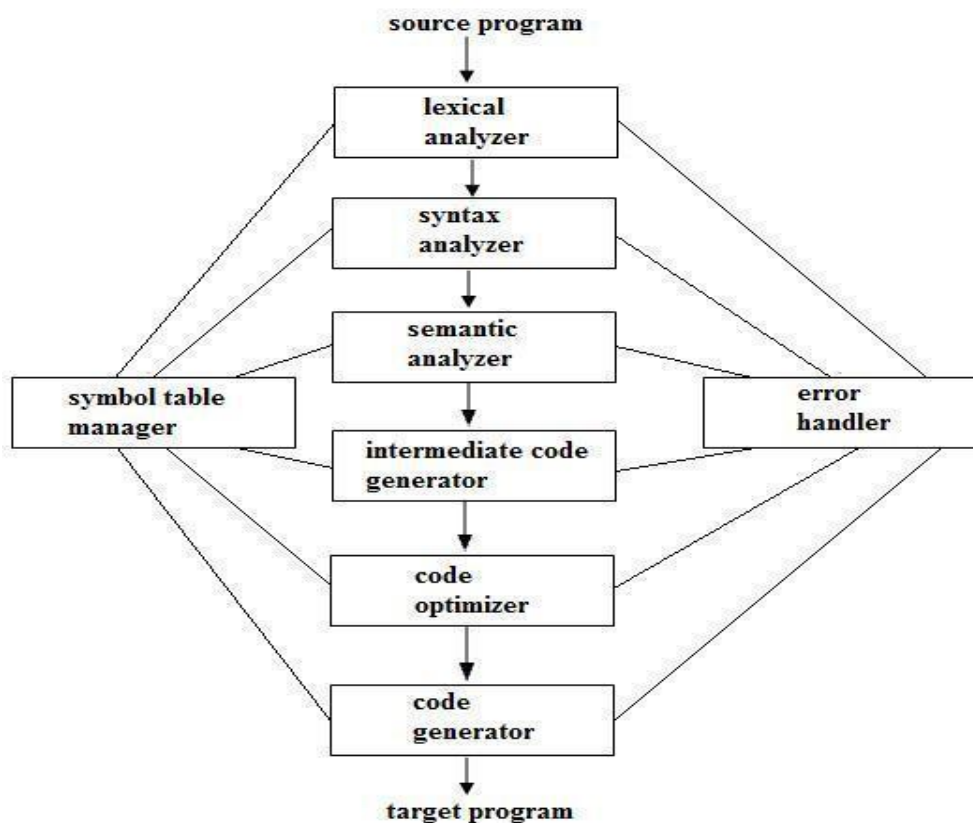 source program
lexical
analyzer
syntax
analyzer
semantic
analyzer
symbol table
manager
error
handler
intermediate code
generator
code
optimizer
code
generator
target program